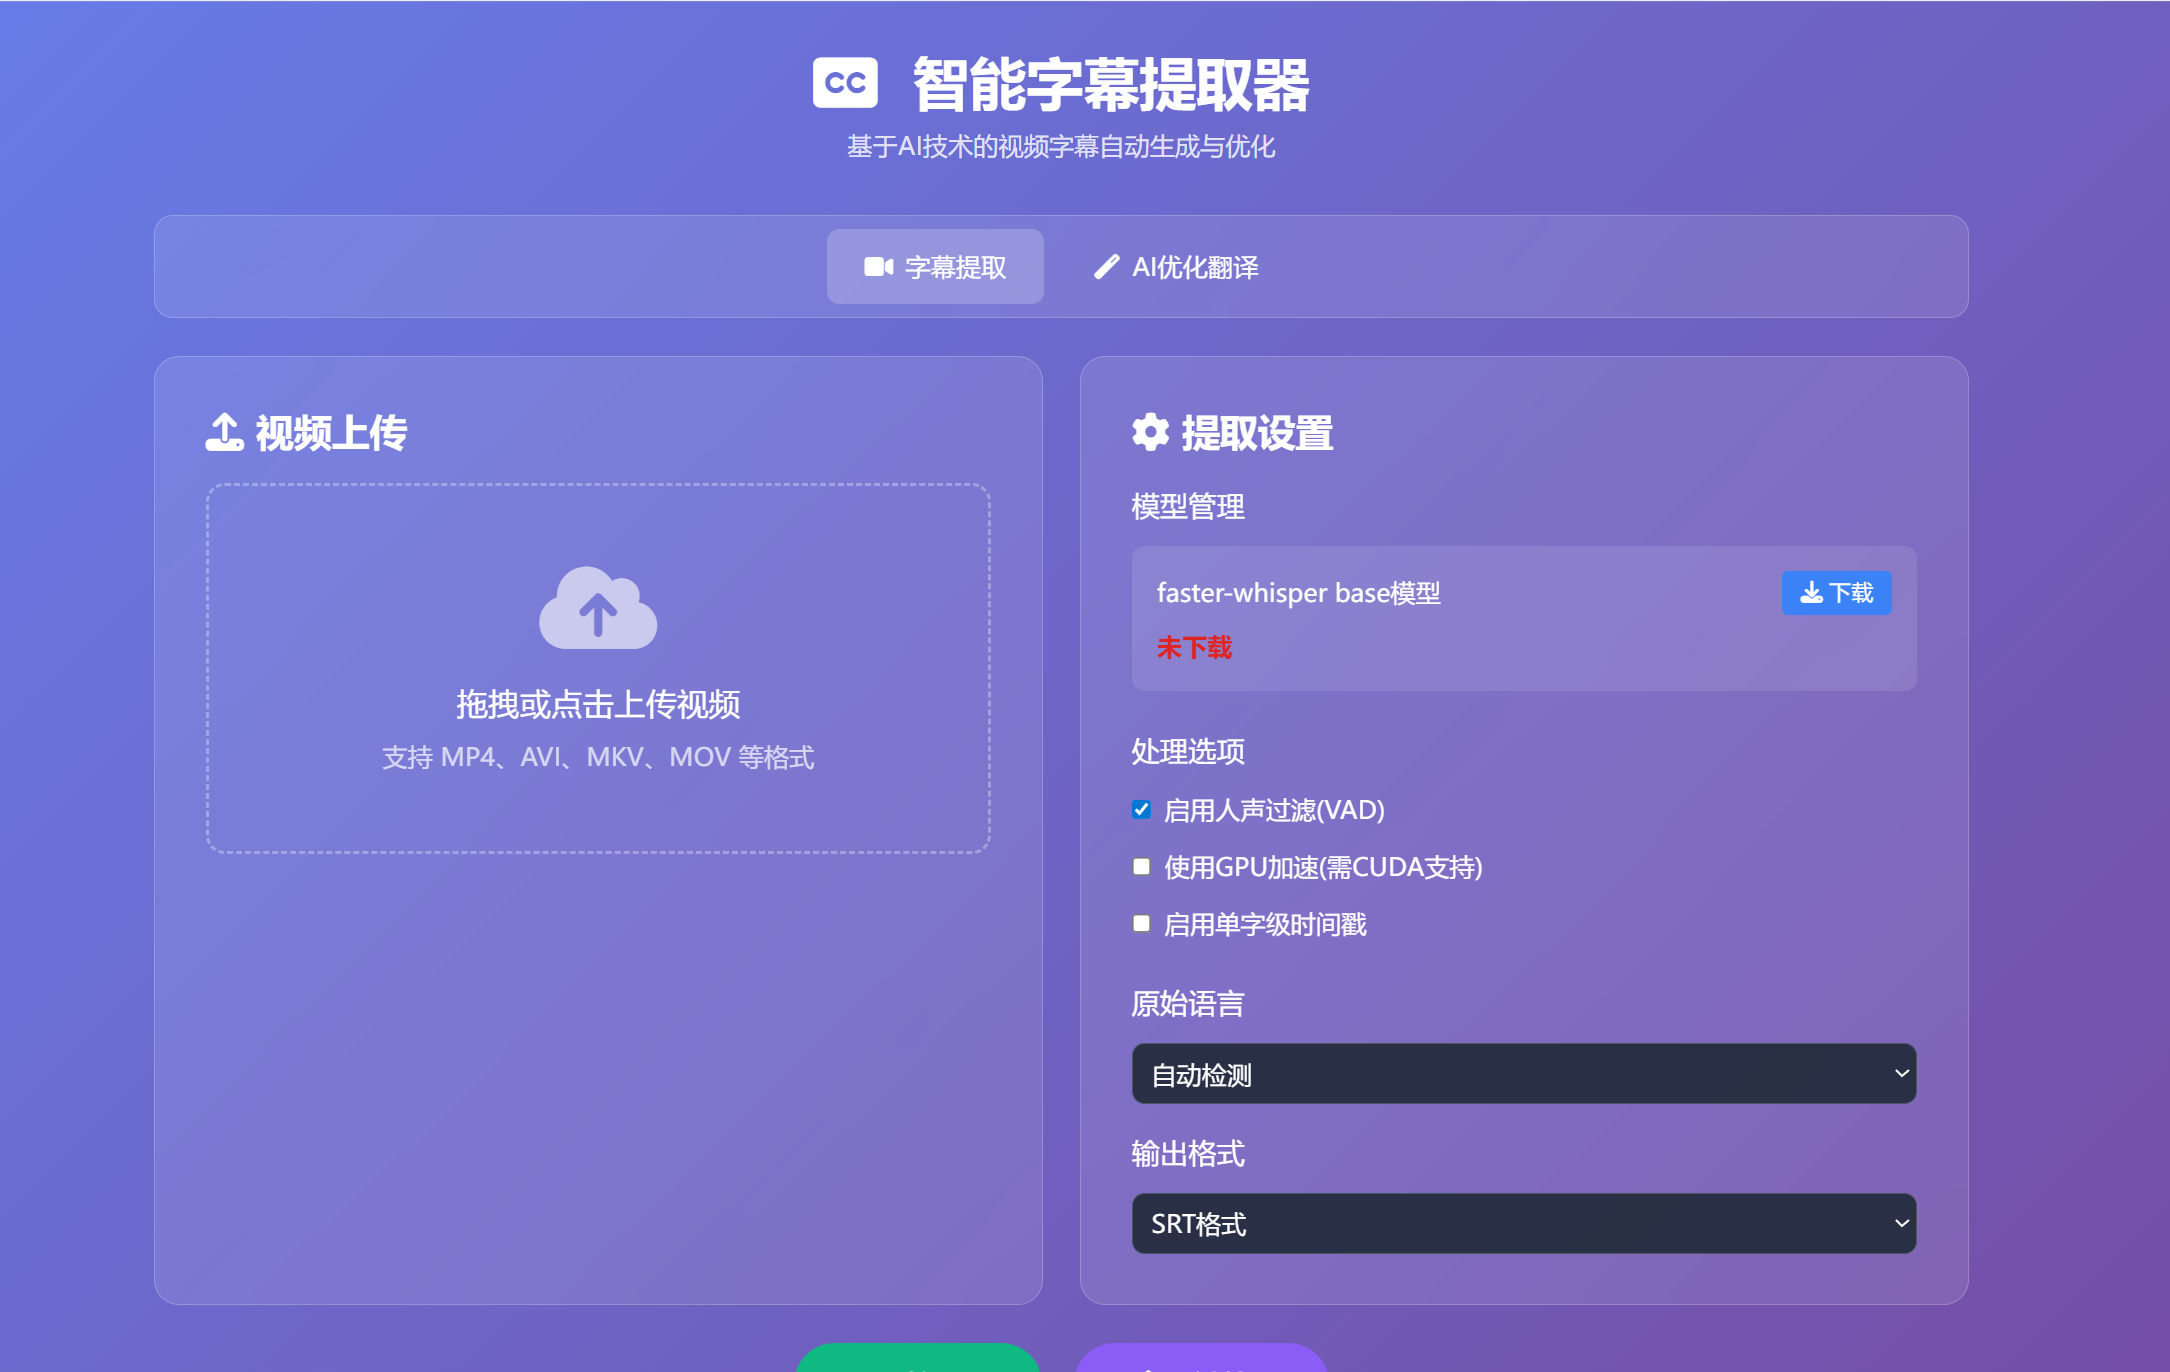 CC 智能字幕提取器
基于AI技术的视频字幕自动生成与优化
字幕提取
AI优化翻译
视频上传
拖拽或点击上传视频
支持 MP4、AVI、MKV、MOV 等格式
提取设置
模型管理
faster-whisper base模型
下载
未下载
处理选项
启用人声过滤(VAD)
使用GPU加速(需CUDA支持)
启用单字级时间戳
原始语言
自动检测
输出格式
SRT格式